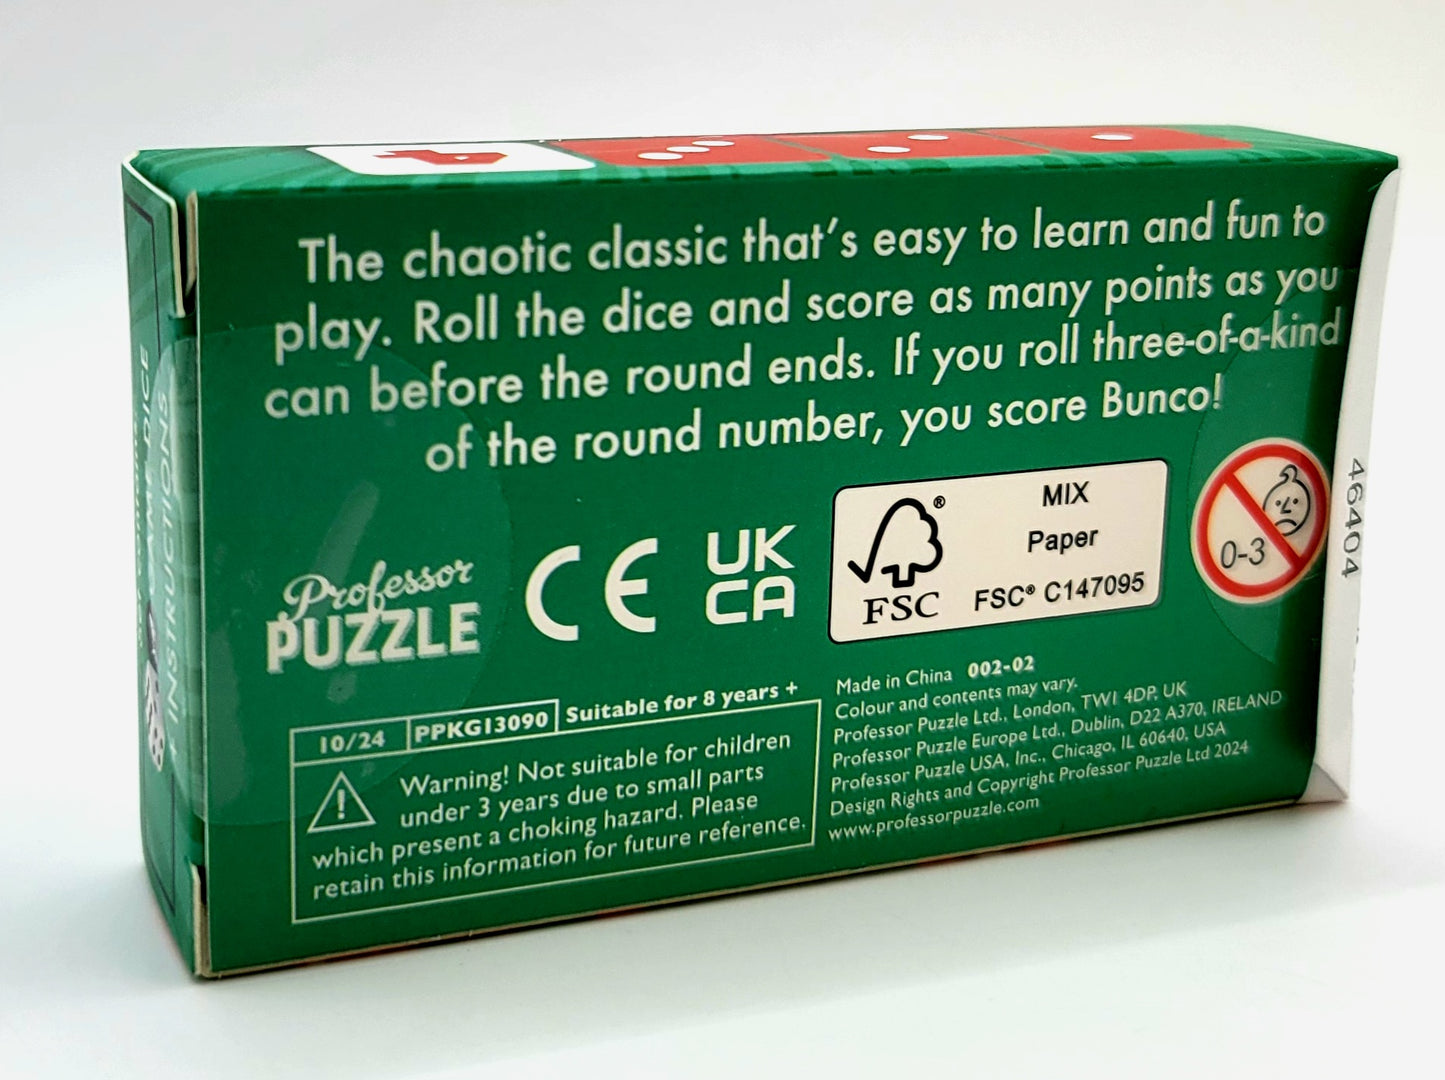 The chaotic classic that's easy to learn and fun to
play. Roll the dice and score as many points as you
can before the round ends. If you roll three-of-a-kind
of the round number, you score Bunco!
Professor
PUZZLE
CE
UK
CA
FSC®
MIX
Paper
FSC® C147095
0-3
10/24 PPKG13090 Suitable for 8 years +
Warning! Not suitable for children
under 3 years due to small parts
which present a choking hazard. Please
retain this information for future reference.
Made in China 002-02
Colour and contents may vary.
Professor Puzzle Ltd., London, TW1 4DP, UK
Professor Puzzle Europe Ltd., Dublin, D22 A370, IRELAND
Professor Puzzle USA, Inc., Chicago, IL 60640, USA
Design Rights and Copyright Professor Puzzle Ltd 2024
www.professorpuzzle.com
DICE
+ INSTRUCTIONS
46404